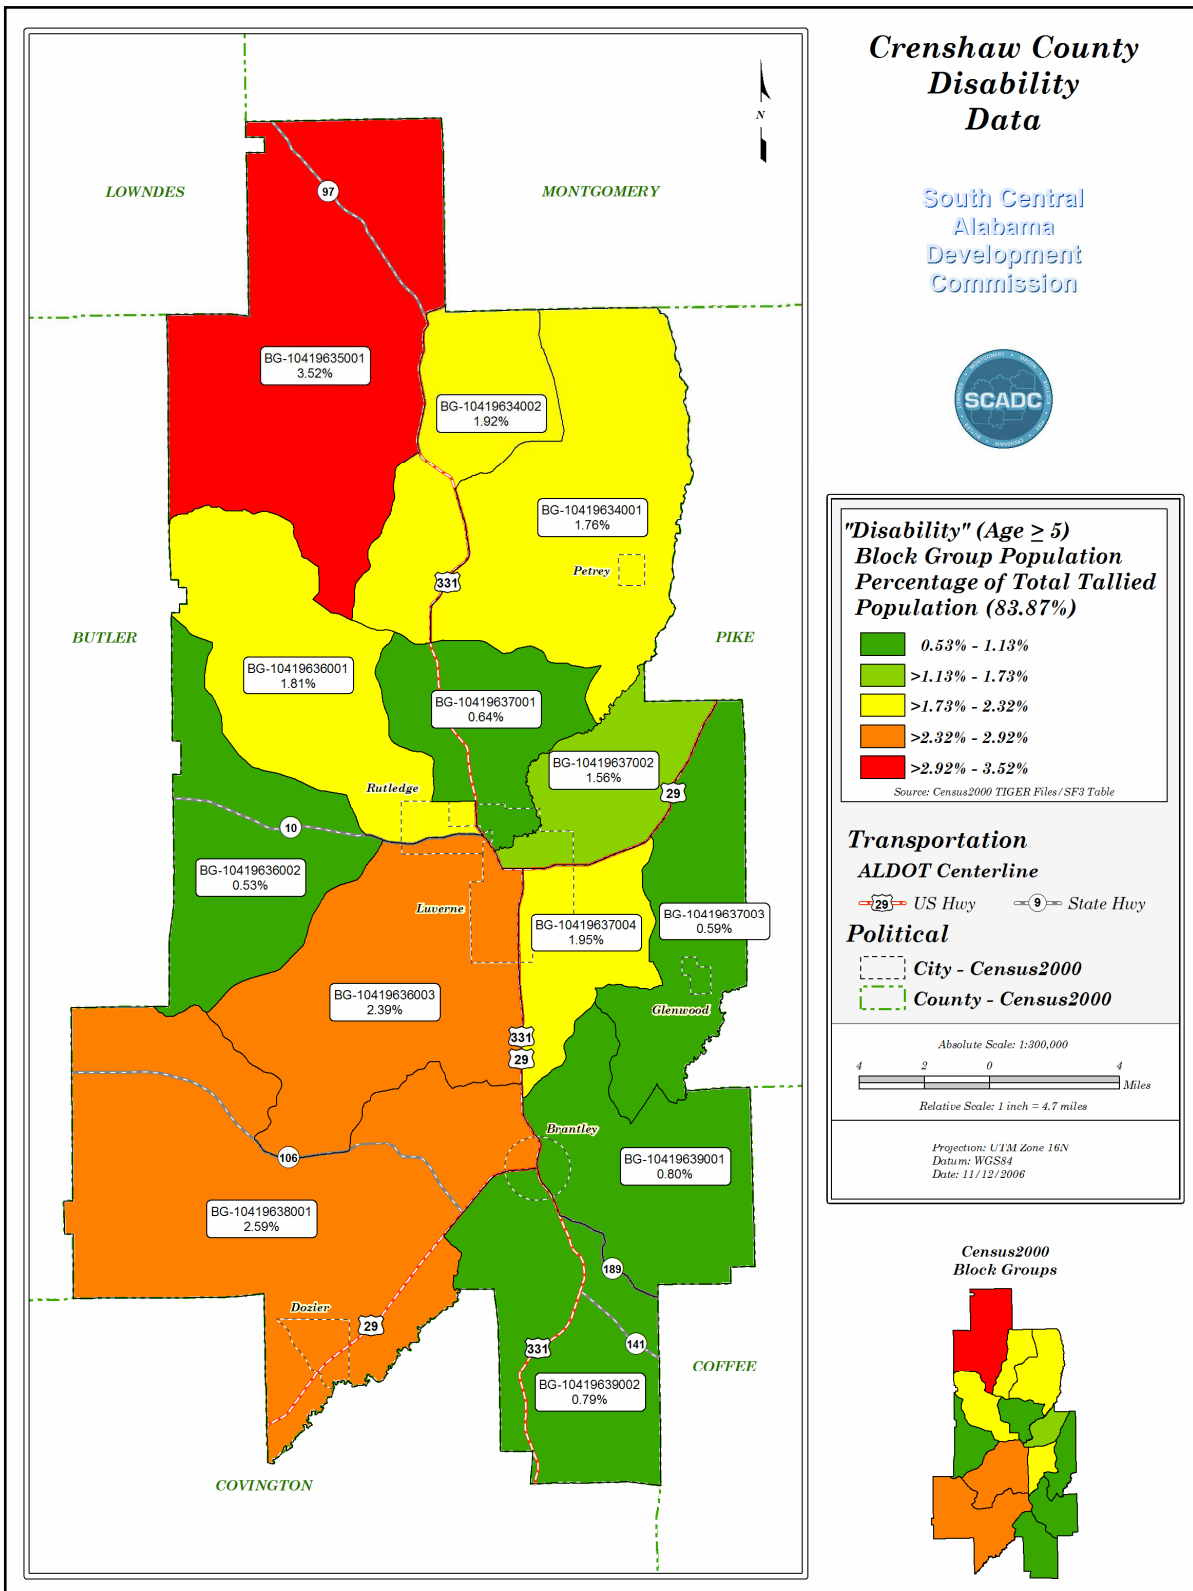 Crenshaw County
Disability
Data
South Central
Alabama
Development
Commission
SCADC
N
LOWNDES
MONTGOMERY
BUTLER
PIKE
COFFEE
COVINGTON
97
BG-10419635001
3.52%
BG-10419634002
1.92%
BG-10419634001
1.76%
Petrey
331
BG-10419636001
1.81%
BG-10419637001
0.64%
BG-10419637002
1.56%
Rutledge
29
10
BG-10419636002
0.53%
Luverne
BG-10419637003
0.59%
BG-10419637004
1.95%
BG-10419636003
2.39%
Glenwood
331
29
Brantley
106
BG-10419639001
0.80%
BG-10419638001
2.59%
189
Dozier
29
331
141
BG-10419639002
0.79%
"Disability" (Age ≥ 5)
Block Group Population
Percentage of Total Tallied
Population (83.87%)
0.53% - 1.13%
>1.13% - 1.73%
>1.73% - 2.32%
>2.32% - 2.92%
>2.92% - 3.52%
Source: Census2000 TIGER Files/SF3 Table
Transportation
ALDOT Centerline
29 US Hwy 9 State Hwy
Political
City - Census2000
County - Census2000
Absolute Scale: 1:300,000
4 2 0 4
Miles
Relative Scale: 1 inch = 4.7 miles
Projection: UTM Zone 16N
Datum: WGS84
Date: 11/12/2006
Census2000
Block Groups